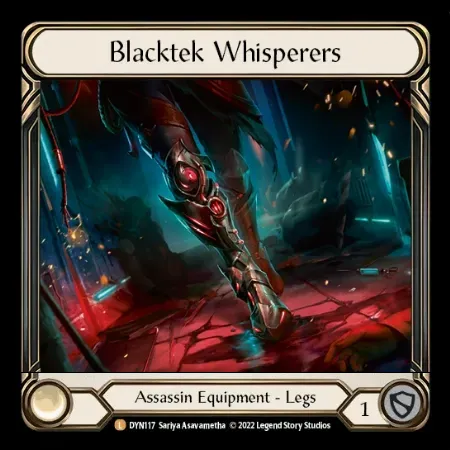 Blacktek Whisperers
Assassin Equipment - Legs
1
L DYN117 Sariya Asavametha © 2022 Legend Story Studios